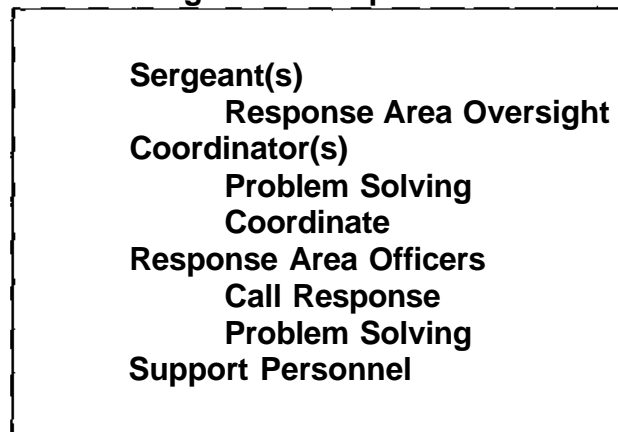 Sergeant(s)
Response Area Oversight
Coordinator(s)
Problem Solving
Coordinate
Response Area Officers
Call Response
Problem Solving
Support Personnel